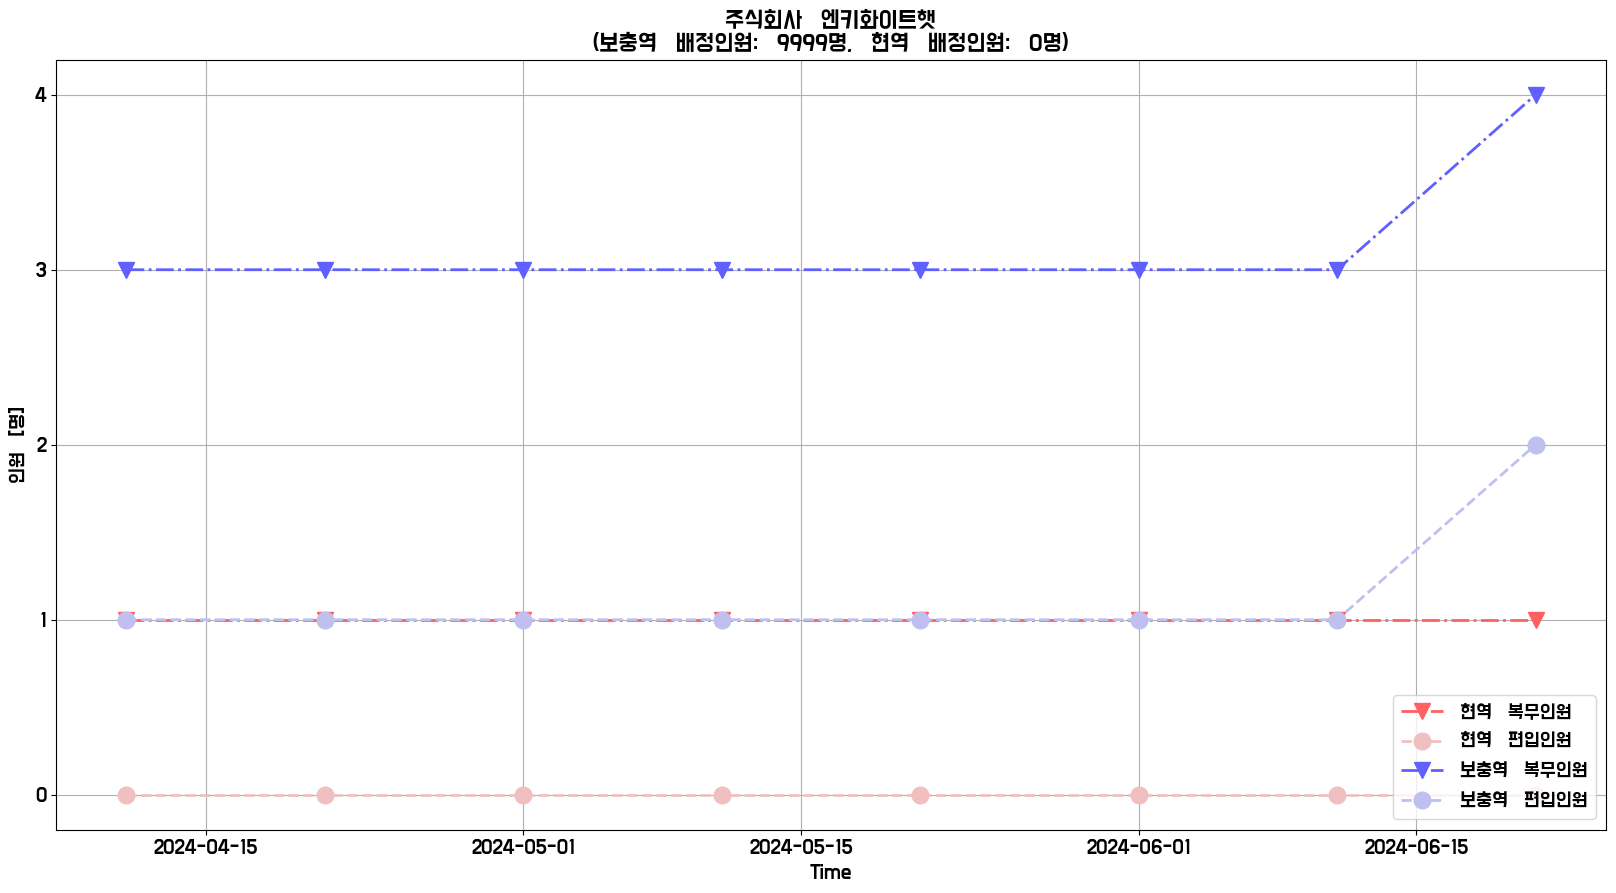 주식회사 엔키화이트햇
(보충역 배정인원: 9999명, 현역 배정인원: 0명)
4
3
2
1
0
인원 [명]
2024-04-15
2024-05-01
2024-05-15
2024-06-01
2024-06-15
Time
현역 복무인원
현역 편입인원
보충역 복무인원
보충역 편입인원